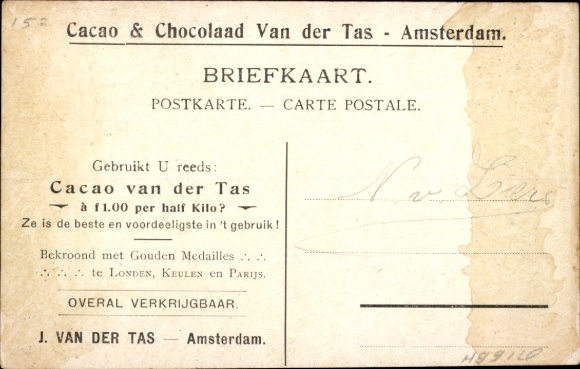 Cacao & Chocolaad Van der Tas - Amsterdam.
BRIEFKAART.
POSTKARTE. — CARTE POSTALE.
Gebruikt U reeds:
Cacao van der Tas
à f 1.00 per half Kilo?
Ze is de beste en voordeeligste in 't gebruik!
Bekroond met Gouden Medailles ∴ ∴
∴ ∴ ∴ te Londen, Keulen en Parijs.
OVERAL VERKRIJGBAAR.
J. VAN DER TAS — Amsterdam.
N. v.